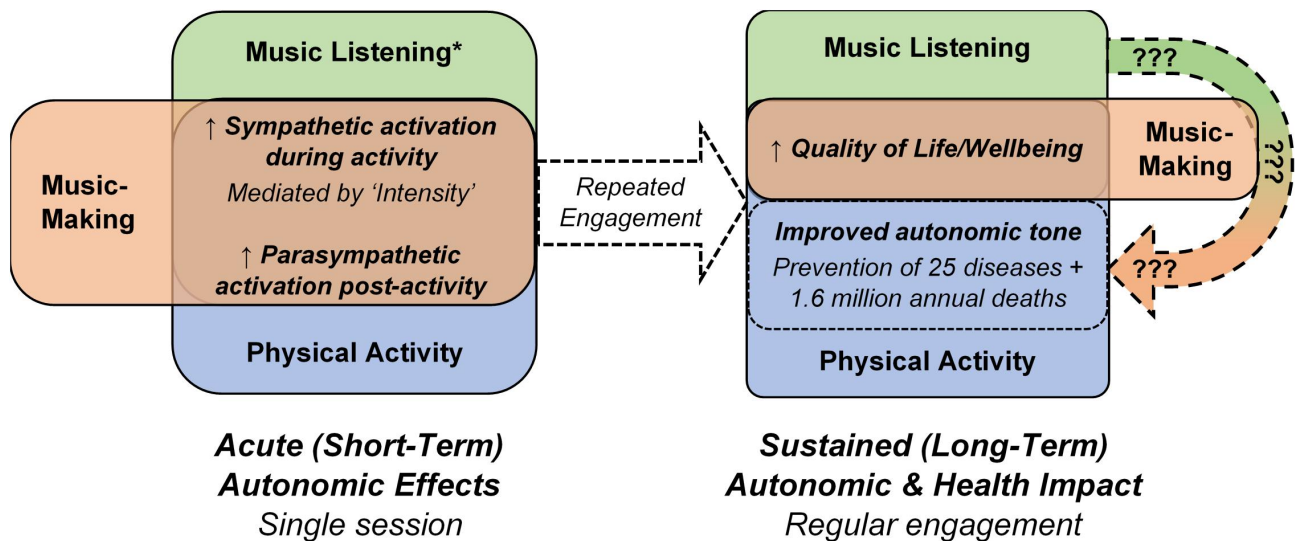 Music Listening*
↑ Sympathetic activation
during activity
Mediated by ‘Intensity’
↑ Parasympathetic
activation post-activity
Music-
Making
Physical Activity
Acute (Short-Term)
Autonomic Effects
Single session
Repeated
Engagement
Music Listening
↑ Quality of Life/Wellbeing
Music-
Making
Improved autonomic tone
Prevention of 25 diseases +
1.6 million annual deaths
Physical Activity
???
???
???
Sustained (Long-Term)
Autonomic & Health Impact
Regular engagement